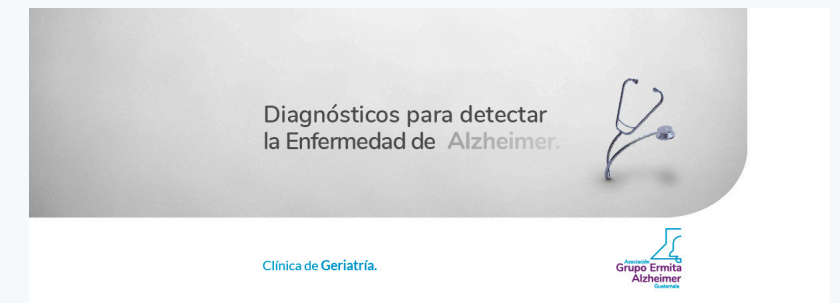 Diagnósticos para detectar
la Enfermedad de Alzheimer.
Clínica de Geriatría.
Asociación
Grupo Ermita
Alzheimer
Guatemala